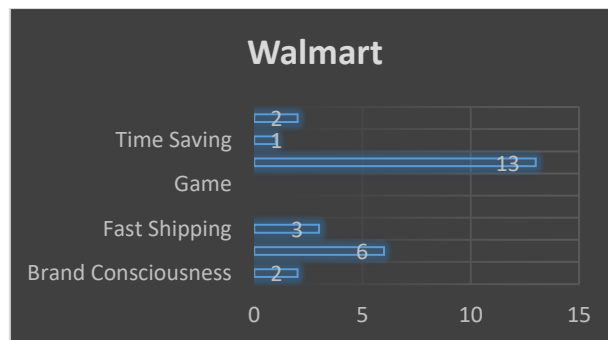 Walmart
2
Time Saving 1
13
Game
Fast Shipping 3
6
Brand Consciousness 2
0 5 10 15